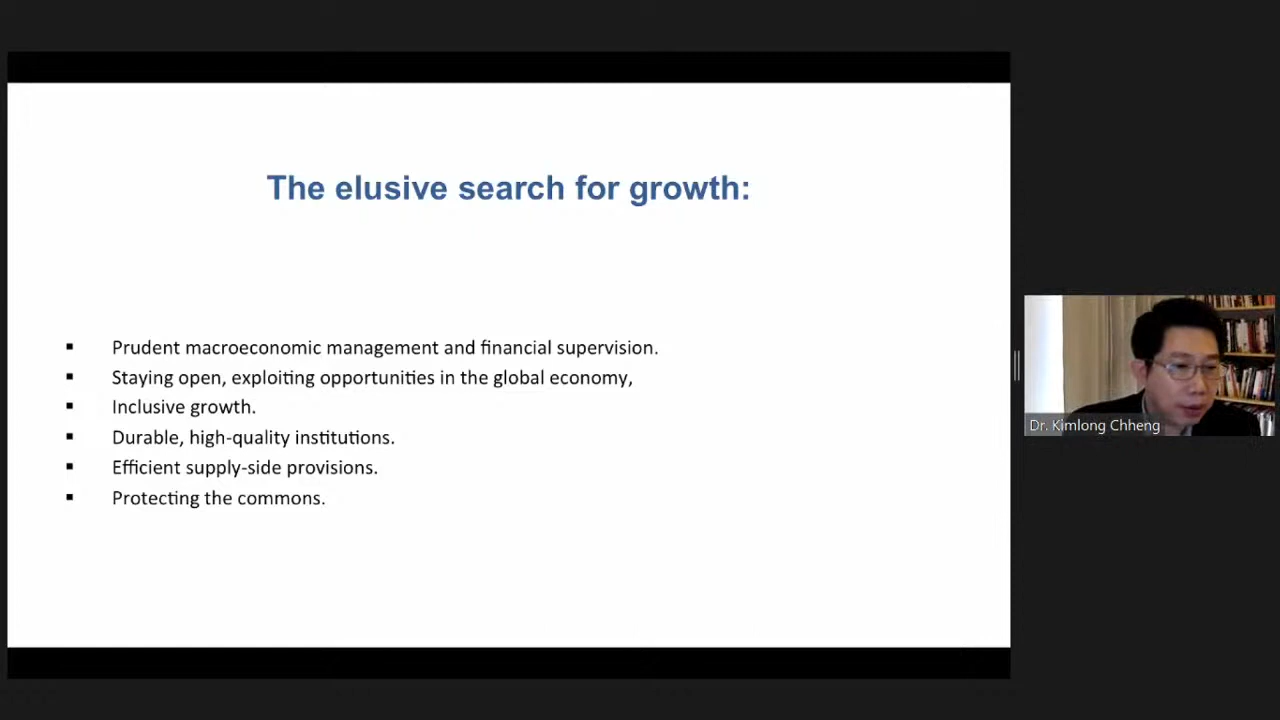 The elusive search for growth:
▪ Prudent macroeconomic management and financial supervision.
▪ Staying open, exploiting opportunities in the global economy,
▪ Inclusive growth.
▪ Durable, high-quality institutions.
▪ Efficient supply-side provisions.
▪ Protecting the commons.
Dr. Kimlong Chheng